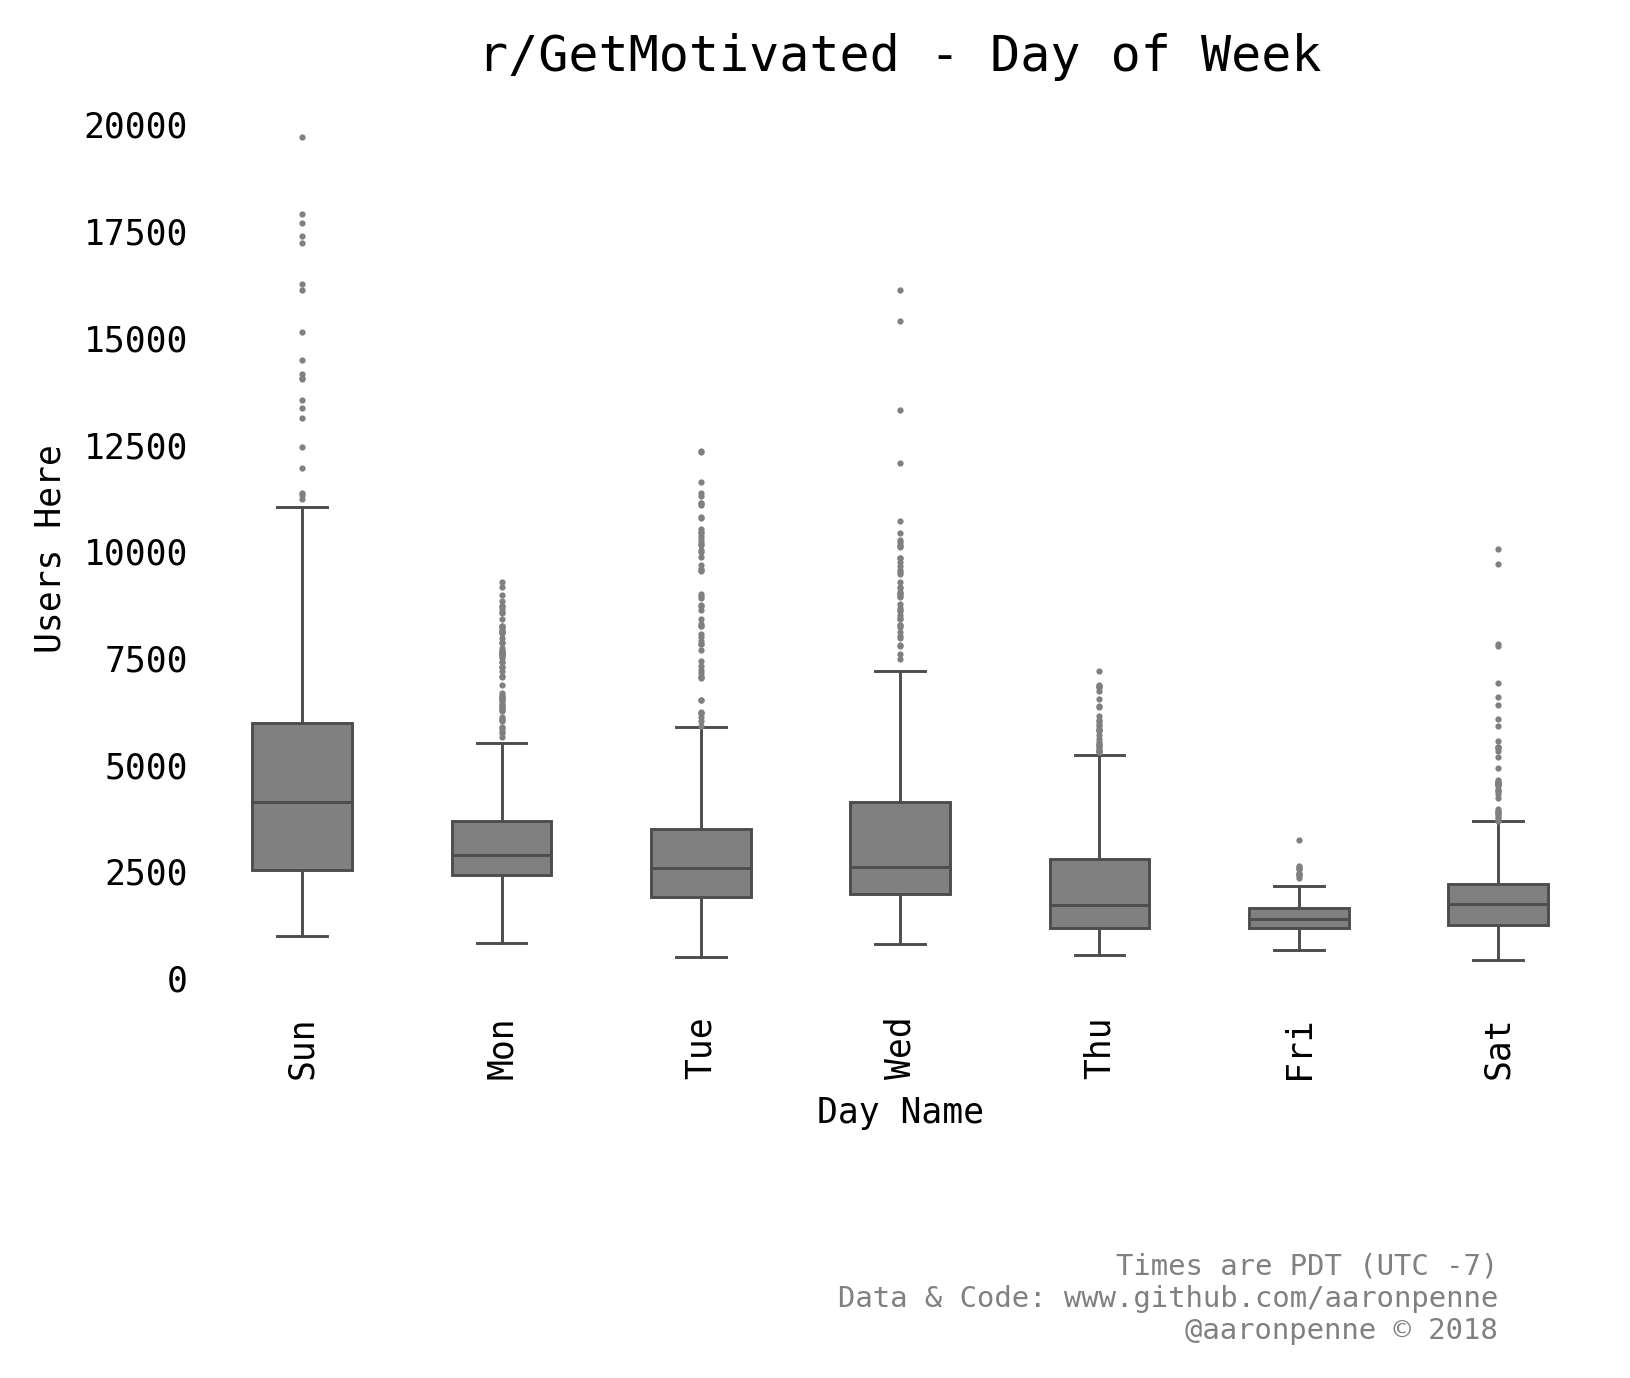 r/GetMotivated - Day of Week
20000
17500
15000
12500
10000
7500
5000
2500
0
Users Here
Sun Mon Tue Wed Thu Fri Sat
Day Name
Times are PDT (UTC -7)
Data & Code: www.github.com/aaronpenne
@aaronpenne © 2018